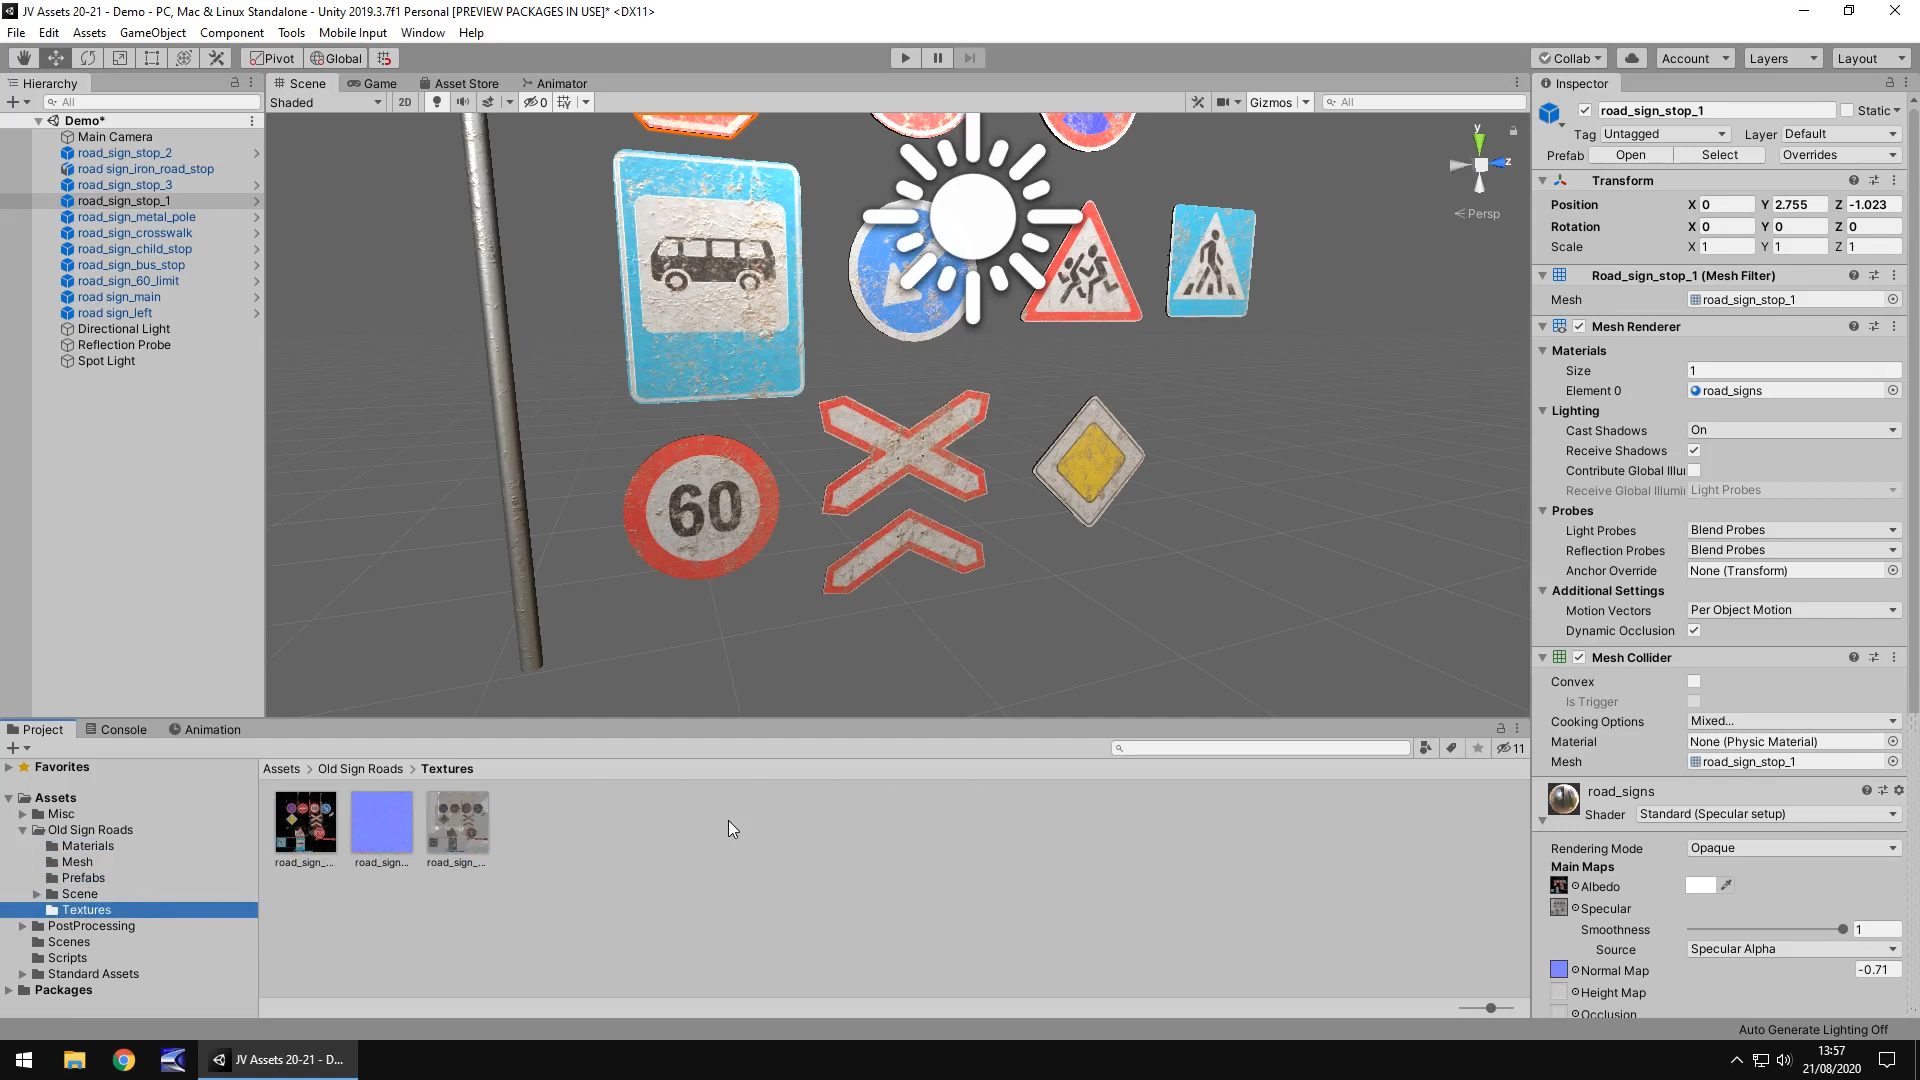 JV Assets 20-21 - Demo - PC, Mac & Linux Standalone - Unity 2019.3.7f1 Personal [PREVIEW PACKAGES IN USE]* <DX11>
File Edit Assets GameObject Component Tools Mobile Input Window Help
Pivot Global Collab Account Layers Layout
Hierarchy
All
Demo*
Main Camera
road_sign_stop_2
road sign_iron_road_stop
road_sign_stop_3
road_sign_stop_1
road_sign_metal_pole
road_sign_crosswalk
road_sign_child_stop
road_sign_bus_stop
road_sign_60_limit
road sign_main
road sign_left
Directional Light
Reflection Probe
Spot Light
Scene Game Asset Store Animator
Shaded 2D 0 Gizmos All
y
z
Persp
60
Inspector
road_sign_stop_1 Static
Tag Untagged Layer Default
Prefab Open Select Overrides
Transform
Position X 0 Y 2.755 Z -1.023
Rotation X 0 Y 0 Z 0
Scale X 1 Y 1 Z 1
Road_sign_stop_1 (Mesh Filter)
Mesh road_sign_stop_1
Mesh Renderer
Materials
Size 1
Element 0 road_signs
Lighting
Cast Shadows On
Receive Shadows
Contribute Global Illu
Receive Global Illumi Light Probes
Probes
Light Probes Blend Probes
Reflection Probes Blend Probes
Anchor Override None (Transform)
Additional Settings
Motion Vectors Per Object Motion
Dynamic Occlusion
Mesh Collider
Convex
Is Trigger
Cooking Options Mixed...
Material None (Physic Material)
Mesh road_sign_stop_1
road_signs
Shader Standard (Specular setup)
Rendering Mode Opaque
Main Maps
Albedo
Specular
Smoothness 1
Source Specular Alpha
Normal Map -0.71
Height Map
Occlusion
Project Console Animation
11
Favorites
Assets
Misc
Old Sign Roads
Materials
Mesh
Prefabs
Scene
Textures
PostProcessing
Scenes
Scripts
Standard Assets
Packages
Assets > Old Sign Roads > Textures
road_sign_... road_sign... road_sign_...
Auto Generate Lighting Off
JV Assets 20-21 - D...
13:57
21/08/2020